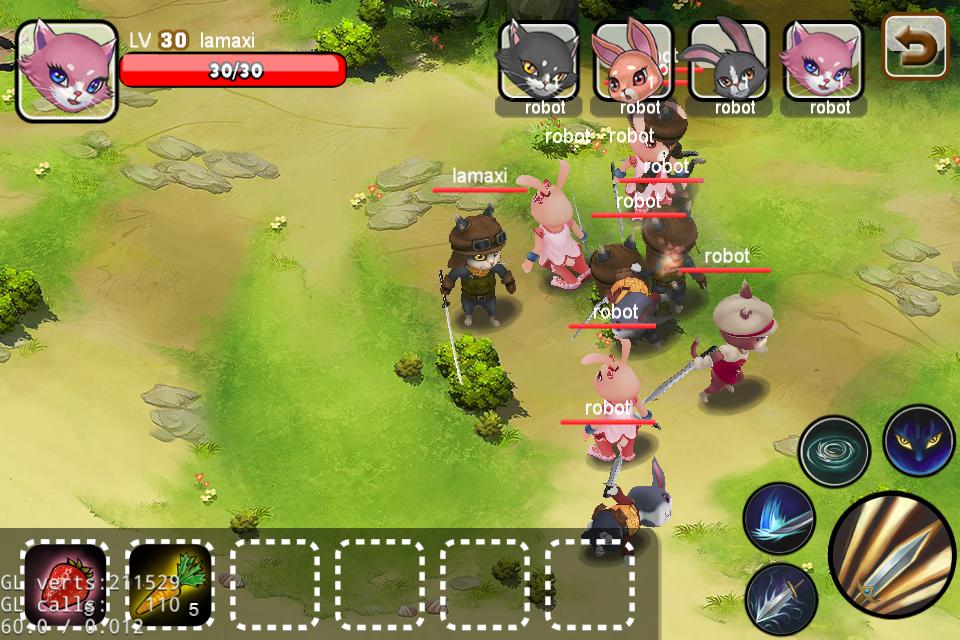 LV 30 lamaxi
30/30
robot robot robot robot
robot robot
lamaxi
robot
robot
robot
robot
robot
GL verts: 211529
GL calls: 110 5
60.0 / 0.012